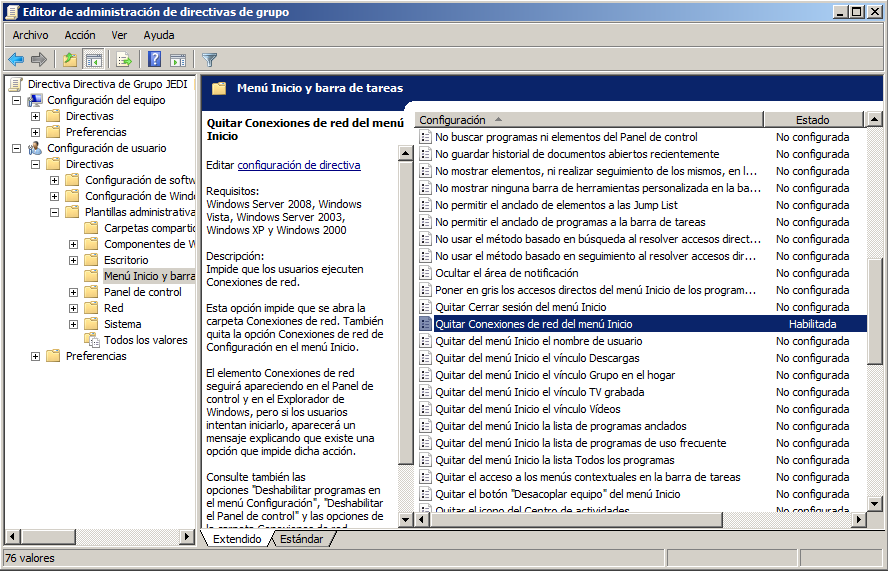 Editor de administración de directivas de grupo
Archivo Acción Ver Ayuda
Directiva Directiva de Grupo JEDI
Configuración del equipo
Directivas
Preferencias
Configuración de usuario
Directivas
Configuración de softw
Configuración de Wind
Plantillas administrativa
Carpetas comparti
Componentes de W
Escritorio
Menú Inicio y barra
Panel de control
Red
Sistema
Todos los valores
Preferencias
Menú Inicio y barra de tareas
Quitar Conexiones de red del menú
Inicio
Editar configuración de directiva
Requisitos:
Windows Server 2008, Windows
Vista, Windows Server 2003,
Windows XP y Windows 2000
Descripción:
Impide que los usuarios ejecuten
Conexiones de red.
Esta opción impide que se abra la
carpeta Conexiones de red. También
quita la opción Conexiones de red de
Configuración en el menú Inicio.
El elemento Conexiones de red
seguirá apareciendo en el Panel de
control y en el Explorador de
Windows, pero si los usuarios
intentan iniciarlo, aparecerá un
mensaje explicando que existe una
opción que impide dicha acción.
Consulte también las
opciones "Deshabilitar programas en
el menú Configuración", "Deshabilitar
el Panel de control" y las opciones de
la carpeta Conexiones de red
Configuración Estado
No buscar programas ni elementos del Panel de control No configurada
No guardar historial de documentos abiertos recientemente No configurada
No mostrar elementos, ni realizar seguimiento de los mismos, en l... No configurada
No mostrar ninguna barra de herramientas personalizada en la ba... No configurada
No permitir el anclado de elementos a las Jump List No configurada
No permitir el anclado de programas a la barra de tareas No configurada
No usar el método basado en búsqueda al resolver accesos direct... No configurada
No usar el método basado en seguimiento al resolver accesos dir... No configurada
Ocultar el área de notificación No configurada
Poner en gris los accesos directos del menú Inicio de los program... No configurada
Quitar Cerrar sesión del menú Inicio No configurada
Quitar Conexiones de red del menú Inicio Habilitada
Quitar del menú Inicio el nombre de usuario No configurada
Quitar del menú Inicio el vínculo Descargas No configurada
Quitar del menú Inicio el vínculo Grupo en el hogar No configurada
Quitar del menú Inicio el vínculo TV grabada No configurada
Quitar del menú Inicio el vínculo Vídeos No configurada
Quitar del menú Inicio la lista de programas anclados No configurada
Quitar del menú Inicio la lista de programas de uso frecuente No configurada
Quitar del menú Inicio la lista Todos los programas No configurada
Quitar el acceso a los menús contextuales en la barra de tareas No configurada
Quitar el botón "Desacoplar equipo" del menú Inicio No configurada
Quitar el icono del Centro de actividades No configurada
Extendido Estándar
76 valores